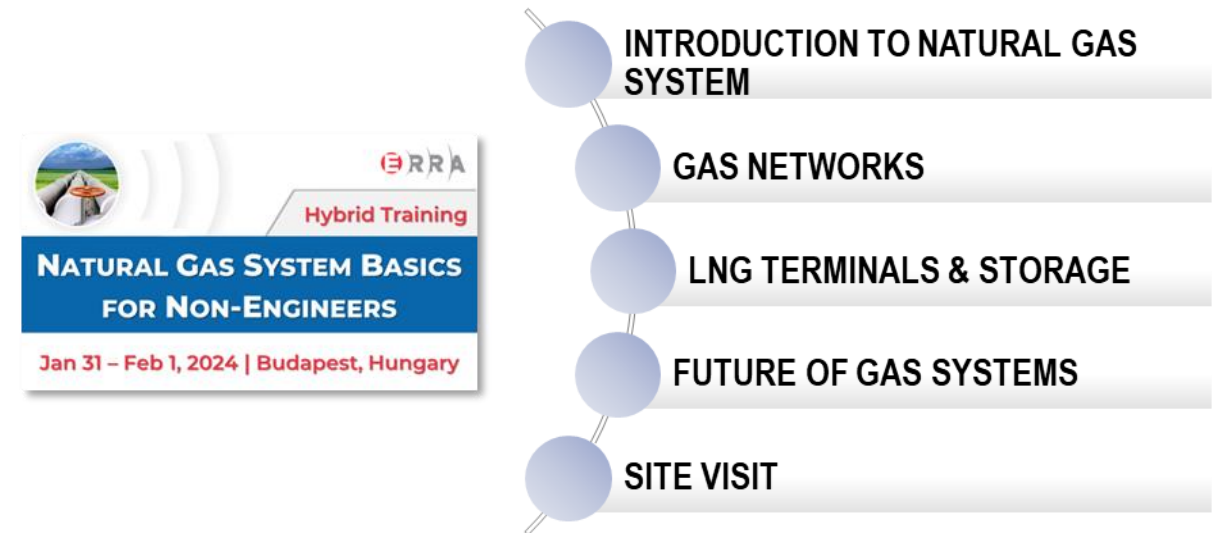 ERRA
Hybrid Training
NATURAL GAS SYSTEM BASICS
FOR NON-ENGINEERS
Jan 31 – Feb 1, 2024 | Budapest, Hungary
INTRODUCTION TO NATURAL GAS
SYSTEM
GAS NETWORKS
LNG TERMINALS & STORAGE
FUTURE OF GAS SYSTEMS
SITE VISIT